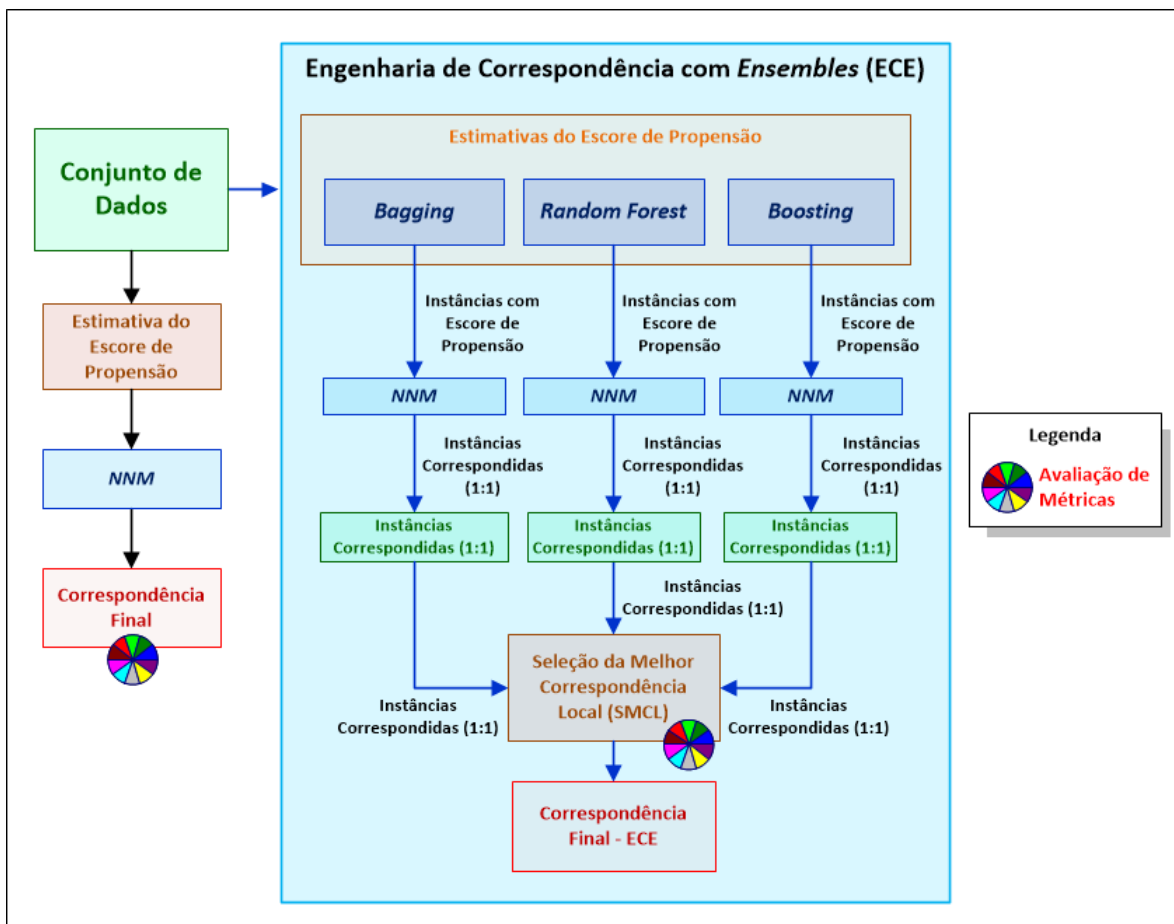 Engenharia de Correspondência com Ensembles (ECE)
Conjunto de
Dados
Estimativa do
Escore de
Propensão
NNM
Correspondência
Final
Estimativas do Escore de Propensão
Bagging
Random Forest
Boosting
Instâncias com
Escore de
Propensão
Instâncias com
Escore de
Propensão
Instâncias com
Escore de
Propensão
NNM
NNM
NNM
Instâncias
Correspondidas
(1:1)
Instâncias
Correspondidas
(1:1)
Instâncias
Correspondidas
(1:1)
Instâncias
Correspondidas (1:1)
Instâncias
Correspondidas (1:1)
Instâncias
Correspondidas (1:1)
Instâncias
Correspondidas (1:1)
Seleção da Melhor
Correspondência
Local (SMCL)
Instâncias
Correspondidas (1:1)
Instâncias
Correspondidas (1:1)
Correspondência
Final - ECE
Legenda
Avaliação de
Métricas